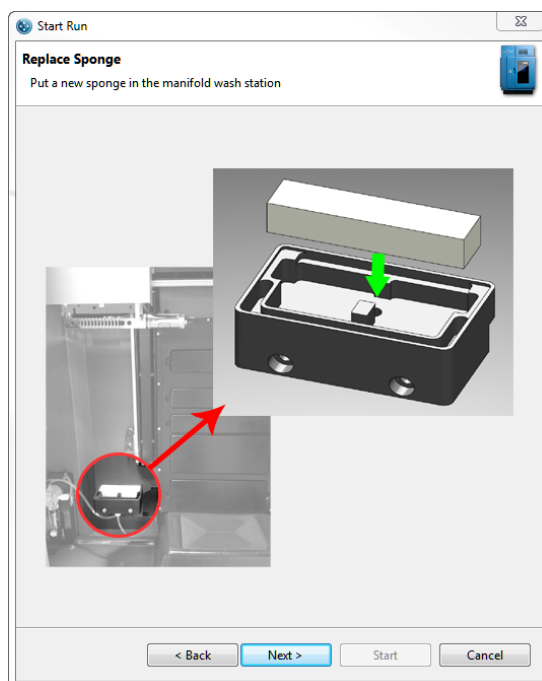 Start Run
Replace Sponge
Put a new sponge in the manifold wash station
< Back
Next >
Start
Cancel